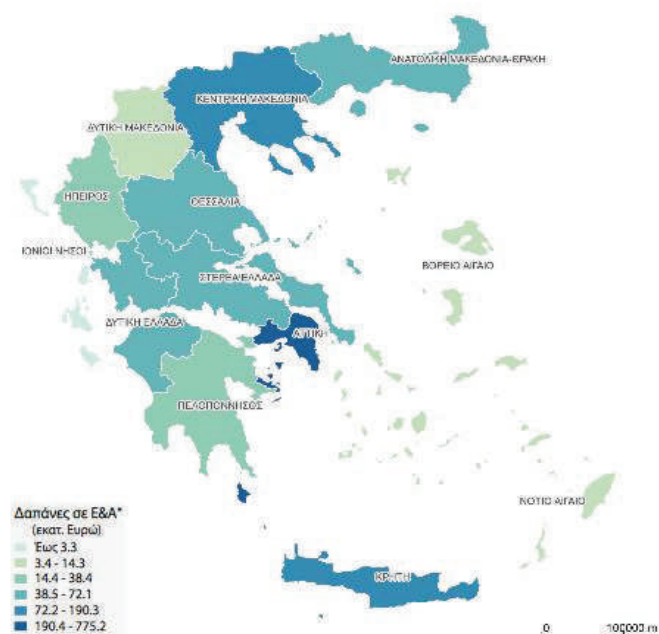 ΑΝΑΤΟΛΙΚΗ ΜΑΚΕΔΟΝΙΑ-ΘΡΑΚΗ
ΚΕΝΤΡΙΚΗ ΜΑΚΕΔΟΝΙΑ
ΔΥΤΙΚΗ ΜΑΚΕΔΟΝΙΑ
ΗΠΕΙΡΟΣ
ΘΕΣΣΑΛΙΑ
ΙΟΝΙΟΙ ΝΗΣΟΙ
ΒΟΡΕΙΟ ΑΙΓΑΙΟ
ΣΤΕΡΕΑ ΕΛΛΑΔΑ
ΔΥΤΙΚΗ ΕΛΛΑΔΑ
ΑΤΤΙΚΗ
ΠΕΛΟΠΟΝΝΗΣΟΣ
ΝΟΤΙΟ ΑΙΓΑΙΟ
ΚΡΗΤΗ
Δαπάνες σε Ε&Α*
(εκατ. Ευρώ)
Έως 3.3
3.4 - 14.3
14.4 - 38.4
38.5 - 72.1
72.2 - 190.3
190.4 - 775.2
0 100000 m